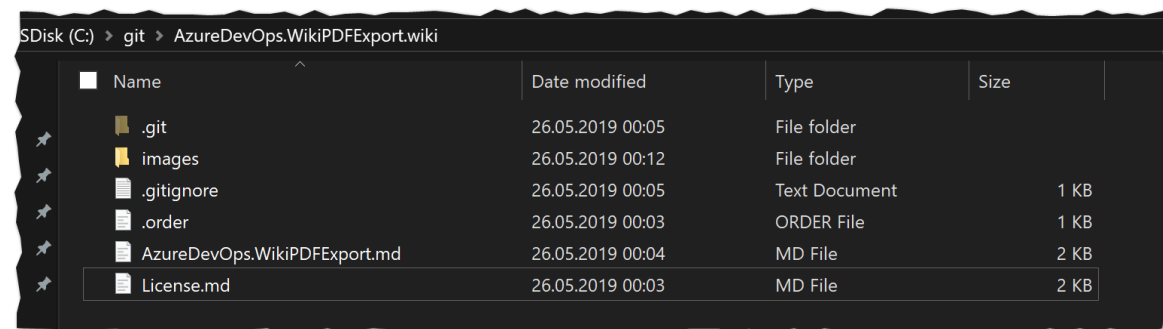 SDisk (C:) > git > AzureDevOps.WikiPDFExport.wiki
Name Date modified Type Size
.git 26.05.2019 00:05 File folder
images 26.05.2019 00:12 File folder
.gitignore 26.05.2019 00:05 Text Document 1 KB
.order 26.05.2019 00:03 ORDER File 1 KB
AzureDevOps.WikiPDFExport.md 26.05.2019 00:04 MD File 2 KB
License.md 26.05.2019 00:03 MD File 2 KB